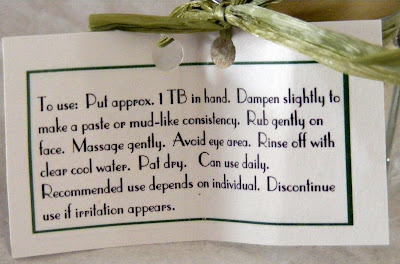 To use: Put approx. 1 TB in hand. Dampen slightly to
make a paste or mud-like consistency. Rub gently on
face. Massage gently. Avoid eye area. Rinse off with
clear cool water. Pat dry. Can use daily.
Recommended use depends on individual. Discontinue
use if irritation appears.